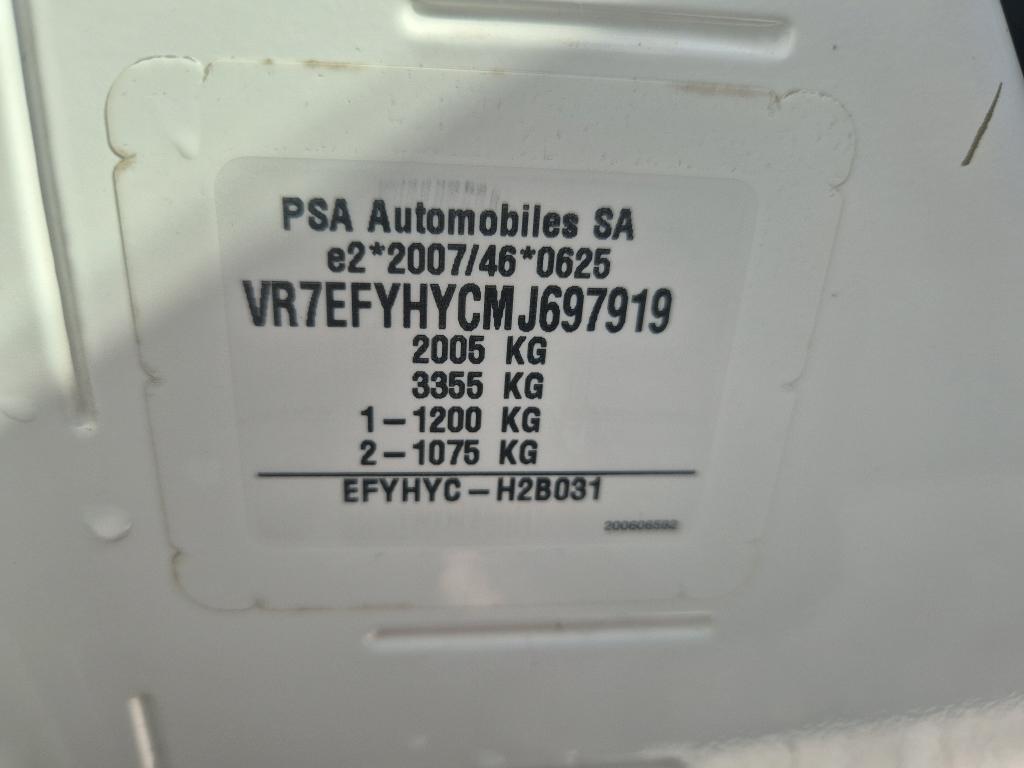 PSA Automobiles SA
e2*2007/46*0625
VR7EFYHYCMJ697919
2005 KG
3355 KG
1-1200 KG
2-1075 KG
EFYHYC-H2B031
200606592